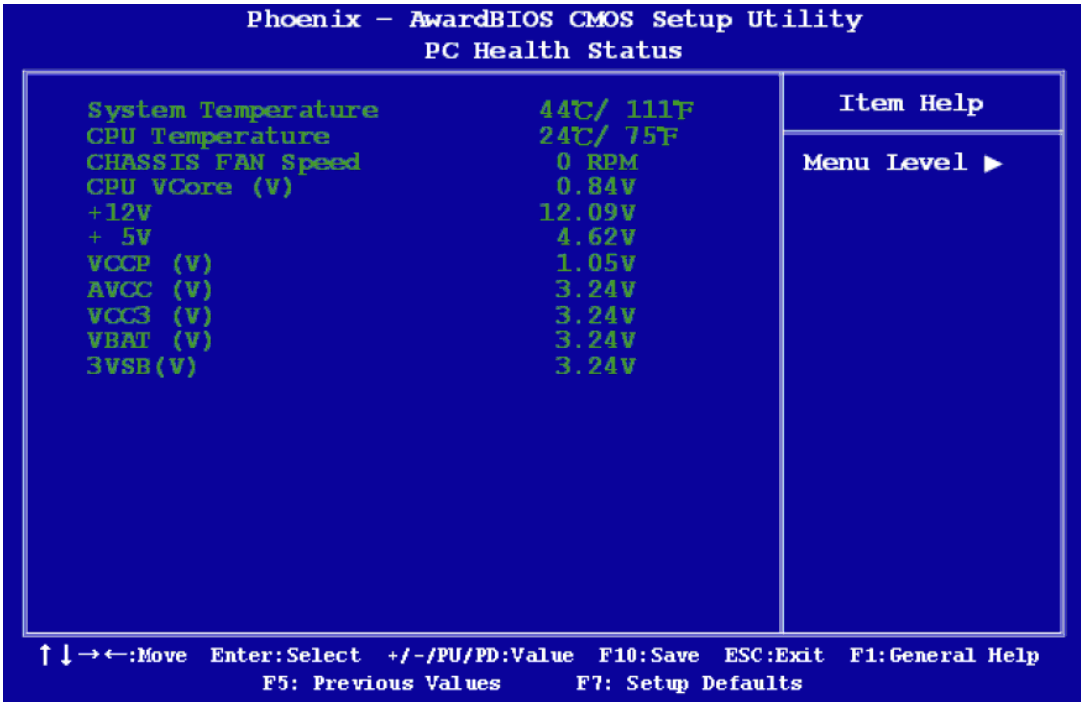 Phoenix – AwardBIOS CMOS Setup Utility
PC Health Status
System Temperature 44℃/ 111℉
CPU Temperature 24℃/ 75℉
CHASSIS FAN Speed 0 RPM
CPU VCore (V) 0.84V
+12V 12.09V
+ 5V 4.62V
VCCP (V) 1.05V
AVCC (V) 3.24V
VCC3 (V) 3.24V
VBAT (V) 3.24V
3VSB(V) 3.24V
Item Help
Menu Level ▶
↑↓→←:Move Enter:Select +/-/PU/PD:Value F10:Save ESC:Exit F1:General Help
F5: Previous Values F7: Setup Defaults